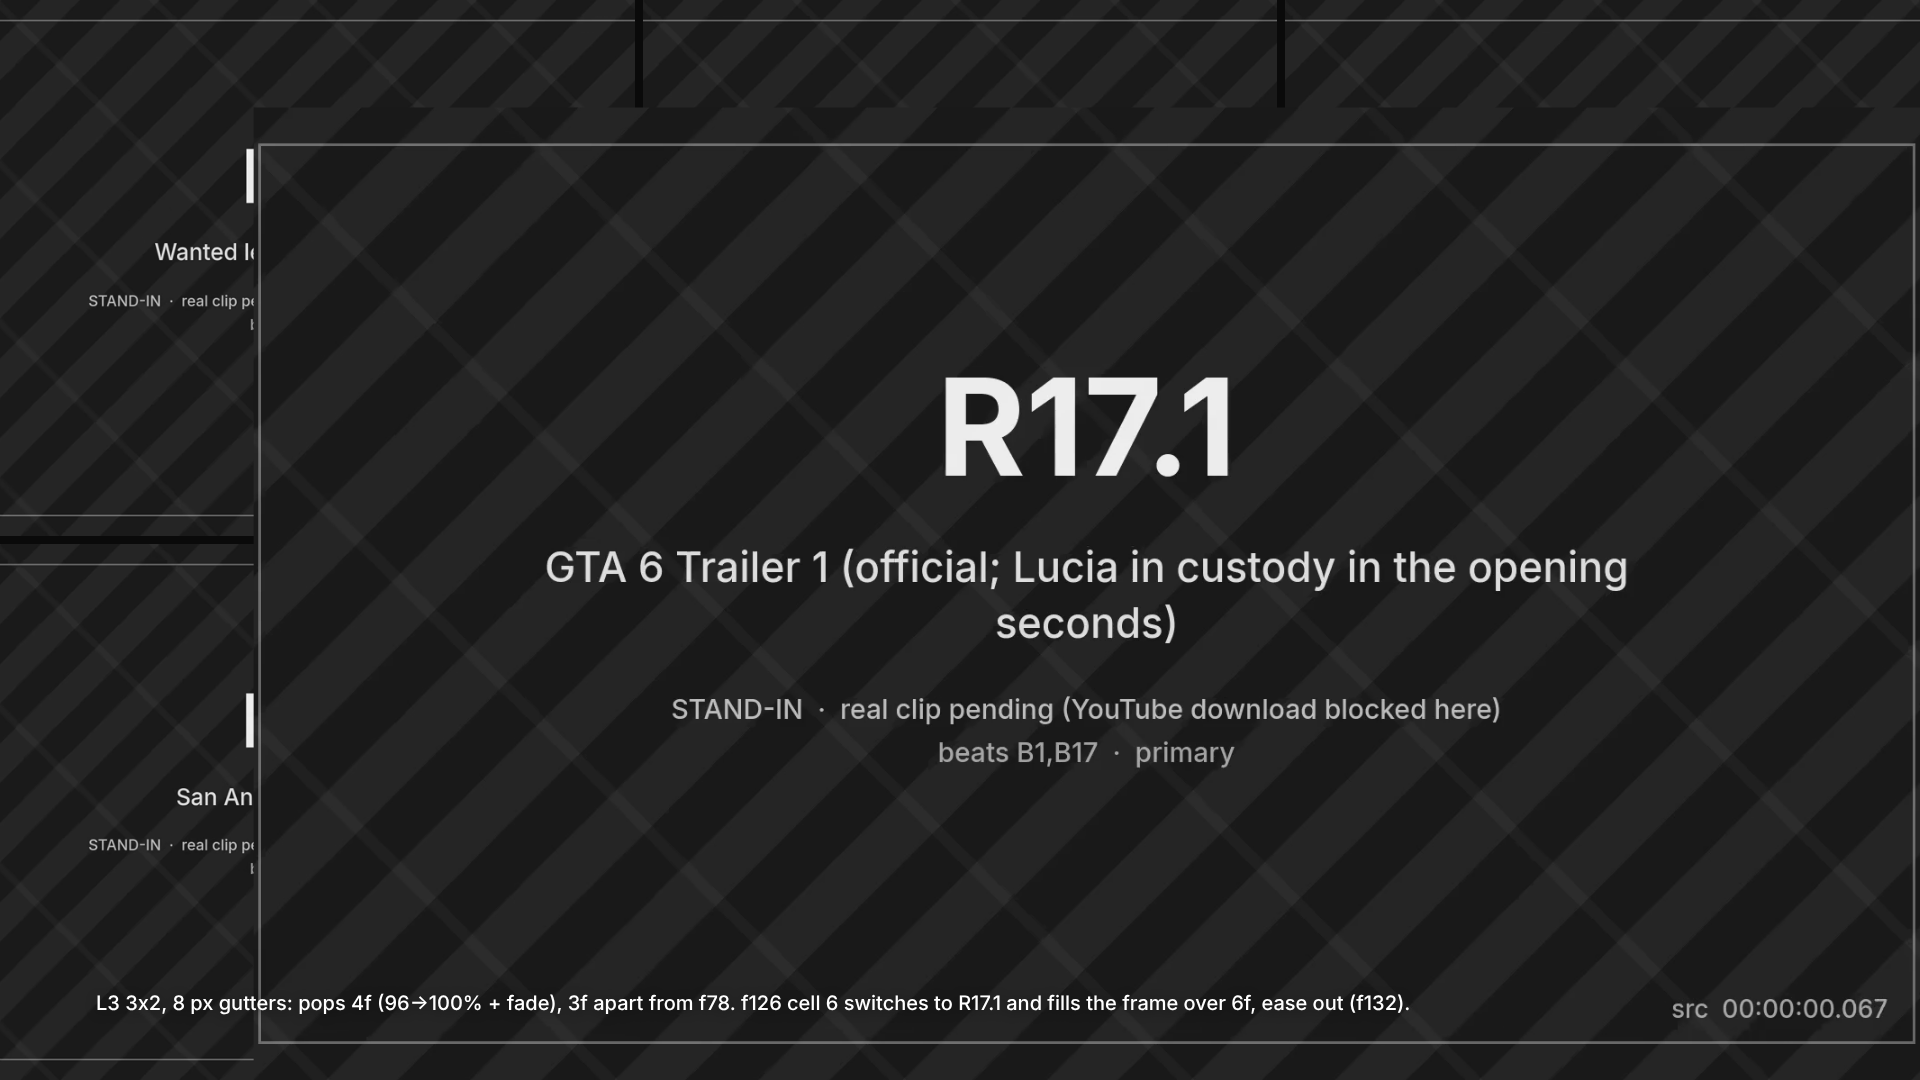 Wanted
STAND-IN · real clip
R17.1
GTA 6 Trailer 1 (official; Lucia in custody in the opening
seconds)
STAND-IN · real clip pending (YouTube download blocked here)
beats B1,B17 · primary
San An
STAND-IN · real clip
L3 3x2, 8 px gutters: pops 4f (96→100% + fade), 3f apart from f78. f126 cell 6 switches to R17.1 and fills the frame over 6f, ease out (f132).
src 00:00:00.067